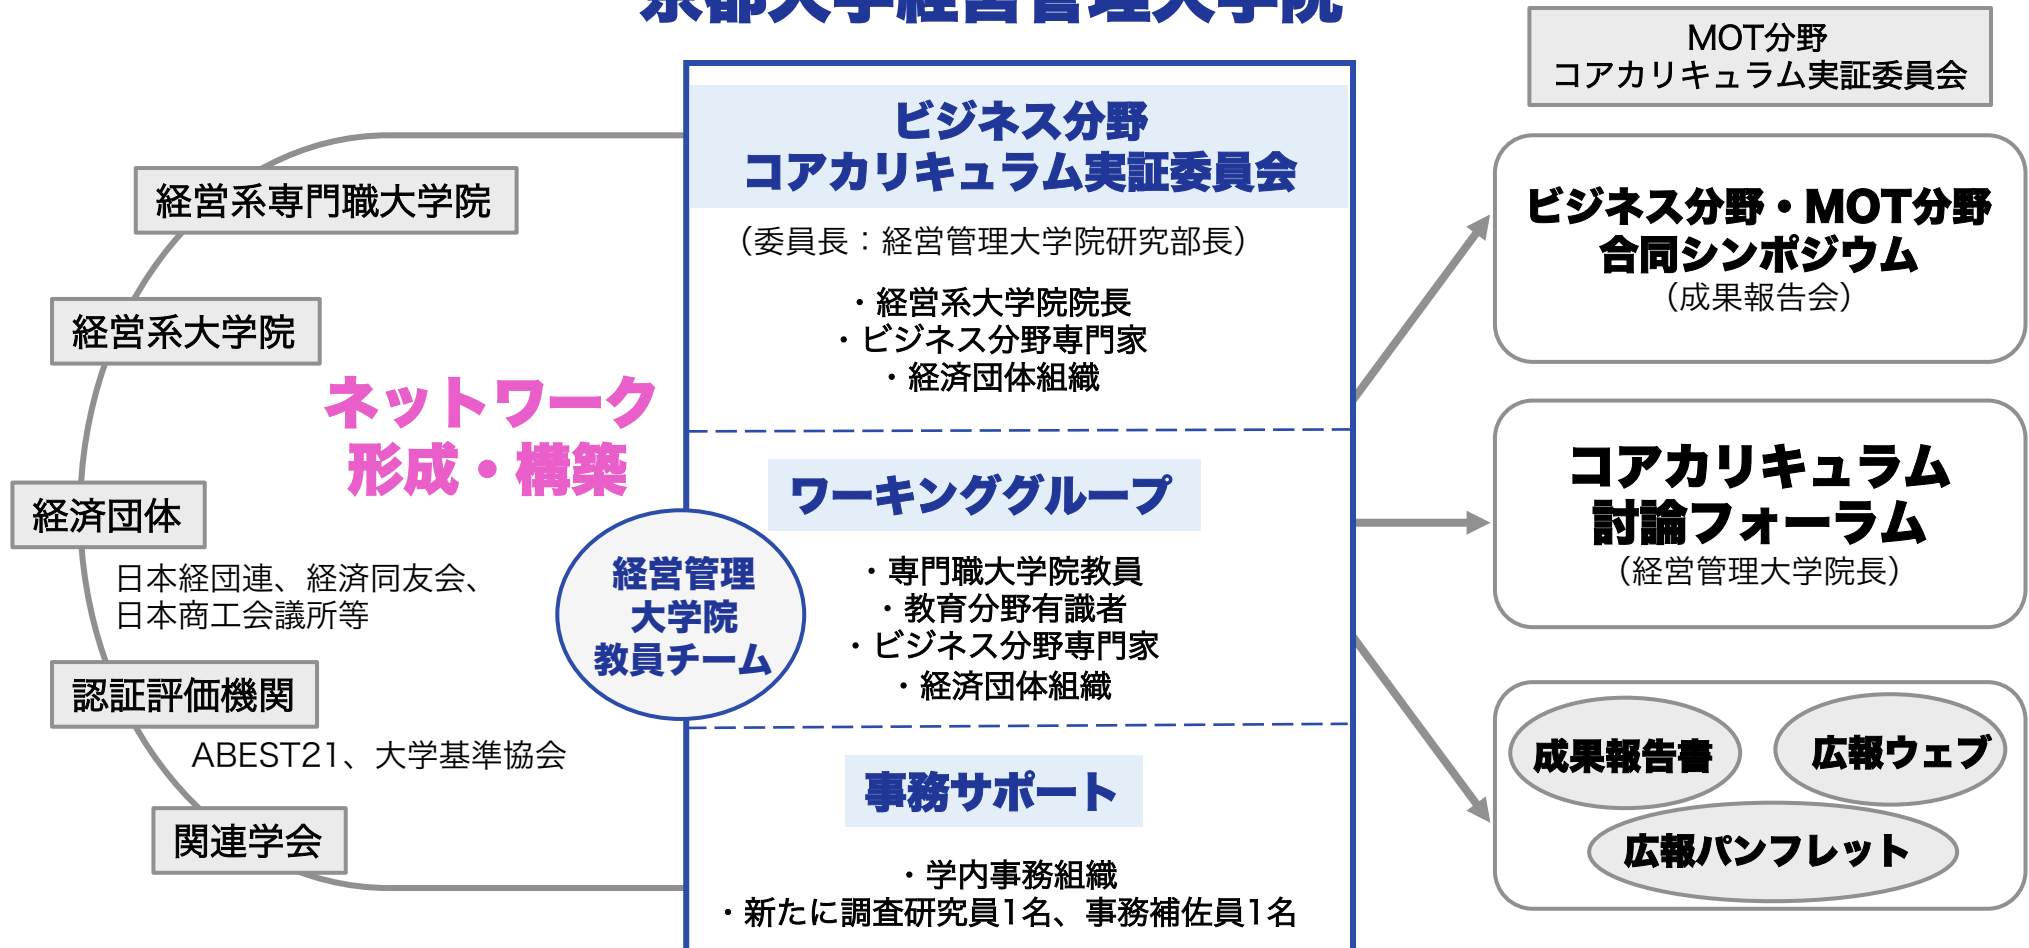 京都大学経営管理大学院
MOT分野
コアカリキュラム実証委員会
経営系専門職大学院
経営系大学院
ネットワーク
形成・構築
経済団体
日本経団連、経済同友会、
日本商工会議所等
認証評価機関
ABEST21、大学基準協会
関連学会
ビジネス分野
コアカリキュラム実証委員会
（委員長：経営管理大学院研究部長）
・経営系大学院院長
・ビジネス分野専門家
・経済団体組織
ワーキンググループ
・専門職大学院教員
・教育分野有識者
・ビジネス分野専門家
・経済団体組織
経営管理
大学院
教員チーム
事務サポート
・学内事務組織
・新たに調査研究員1名、事務補佐員1名
ビジネス分野・MOT分野
合同シンポジウム
（成果報告会）
コアカリキュラム
討論フォーラム
（経営管理大学院長）
成果報告書
広報ウェブ
広報パンフレット